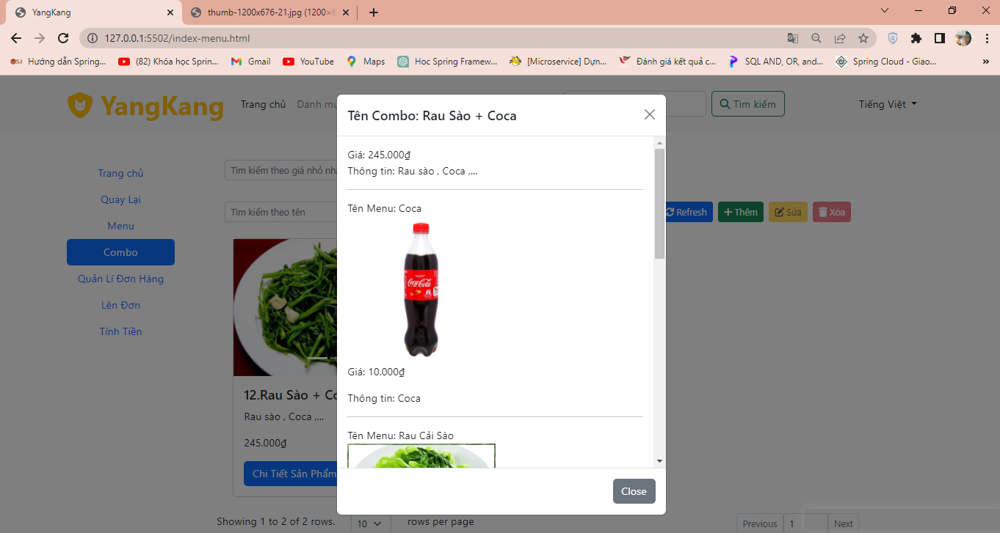 YangKang
thumb-1200x676-21.jpg (1200×6
127.0.0.1:5502/index-menu.html
Hướng dẫn Spring...
(82) Khóa học Sprin...
Gmail
YouTube
Maps
Hoc Spring Framew...
[Microservice] Dựn...
Đánh giá kết quả c...
SQL AND, OR, and...
Spring Cloud - Giao...
»
YangKang
Trang chủ
Danh mụ
Tìm kiếm
Tiếng Việt
Trang chủ
Quay Lại
Menu
Combo
Quản Lí Đơn Hàng
Lên Đơn
Tính Tiền
Tìm kiếm theo giá nhỏ nhấ
Tìm kiếm theo tên
Refresh
Thêm
Sửa
Xóa
12.Rau Sào + Co
Rau sào , Coca ,...
245.000₫
Chi Tiết Sản Phẩm
Tên Combo: Rau Sào + Coca
Giá: 245.000₫
Thông tin: Rau sào , Coca ,...
Tên Menu: Coca
Coca-Cola
Giá: 10.000₫
Thông tin: Coca
Tên Menu: Rau Cải Sào
Close
Showing 1 to 2 of 2 rows.
10
rows per page
Previous
1
Next